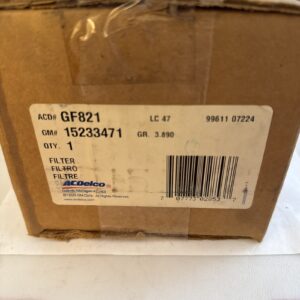 ACD# GF821 LC 47 99611 07224
GM# 15233471 GR. 3.890
QTY. 1
FILTER
FILTRO
FILTRE
ACDelco